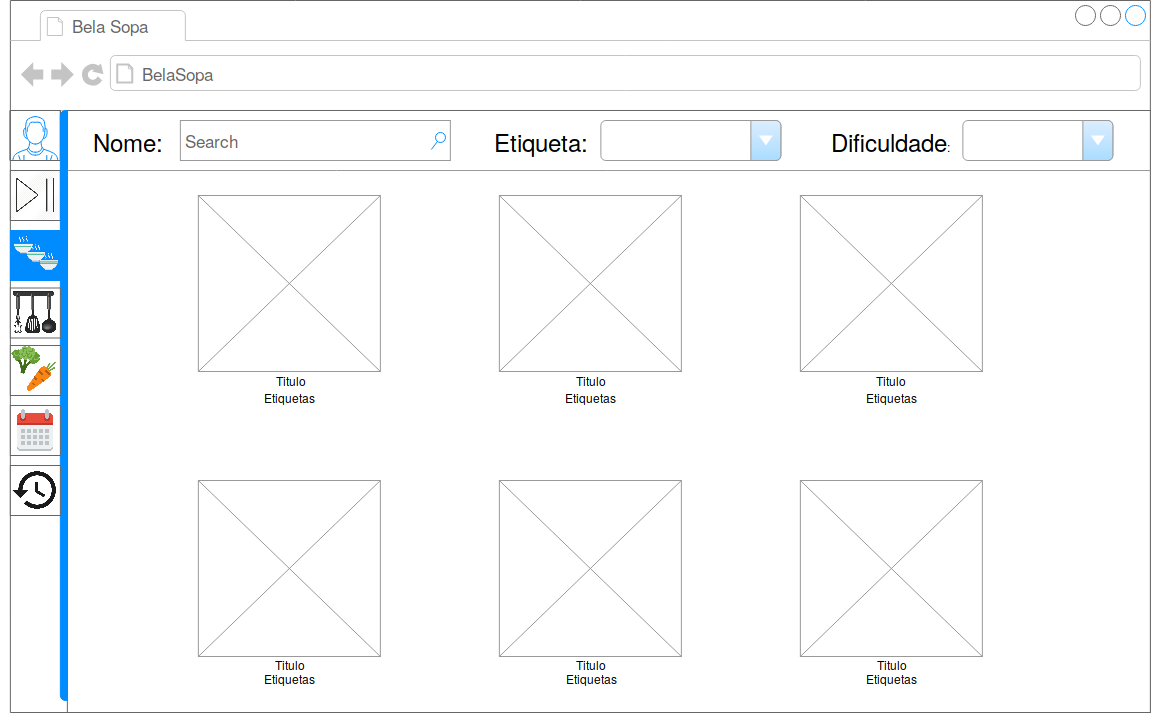 Bela Sopa
BelaSopa
Nome: Search Etiqueta: Dificuldade:
Titulo Titulo Titulo
Etiquetas Etiquetas Etiquetas
Titulo Titulo Titulo
Etiquetas Etiquetas Etiquetas